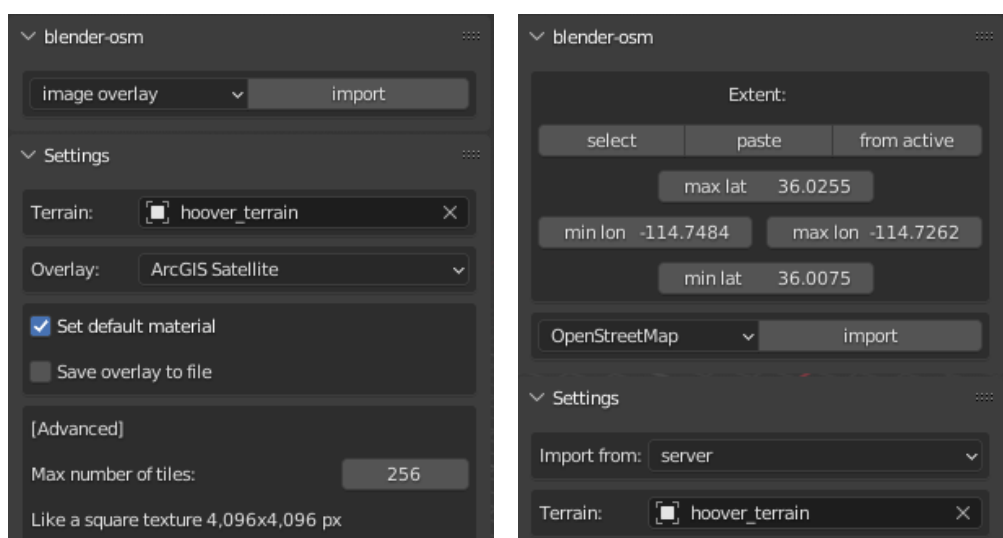 blender-osm
image overlay import
Settings
Terrain: hoover_terrain
Overlay: ArcGIS Satellite
Set default material
Save overlay to file
[Advanced]
Max number of tiles: 256
Like a square texture 4,096x4,096 px
blender-osm
Extent:
select paste from active
max lat 36.0255
min lon -114.7484 max lon -114.7262
min lat 36.0075
OpenStreetMap import
Settings
Import from: server
Terrain: hoover_terrain